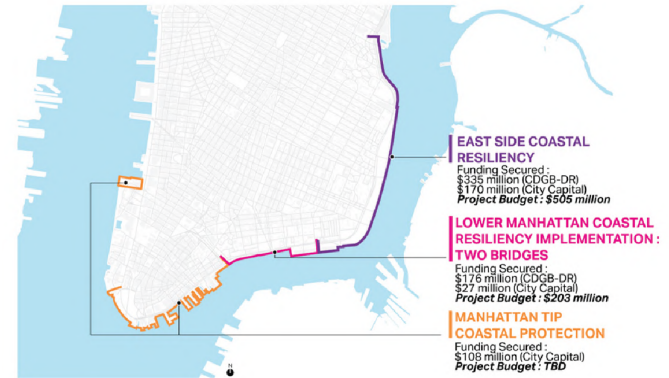 EAST SIDE COASTAL
RESILIENCY
Funding Secured :
$335 million (CDGB-DR)
$170 million (City Capital)
Project Budget : $505 million
LOWER MANHATTAN COASTAL
RESILIENCY IMPLEMENTATION :
TWO BRIDGES
Funding Secured :
$176 million (CDGB-DR)
$27 million (City Capital)
Project Budget : $203 million
MANHATTAN TIP
COASTAL PROTECTION
Funding Secured :
$108 million (City Capital)
Project Budget : TBD
N